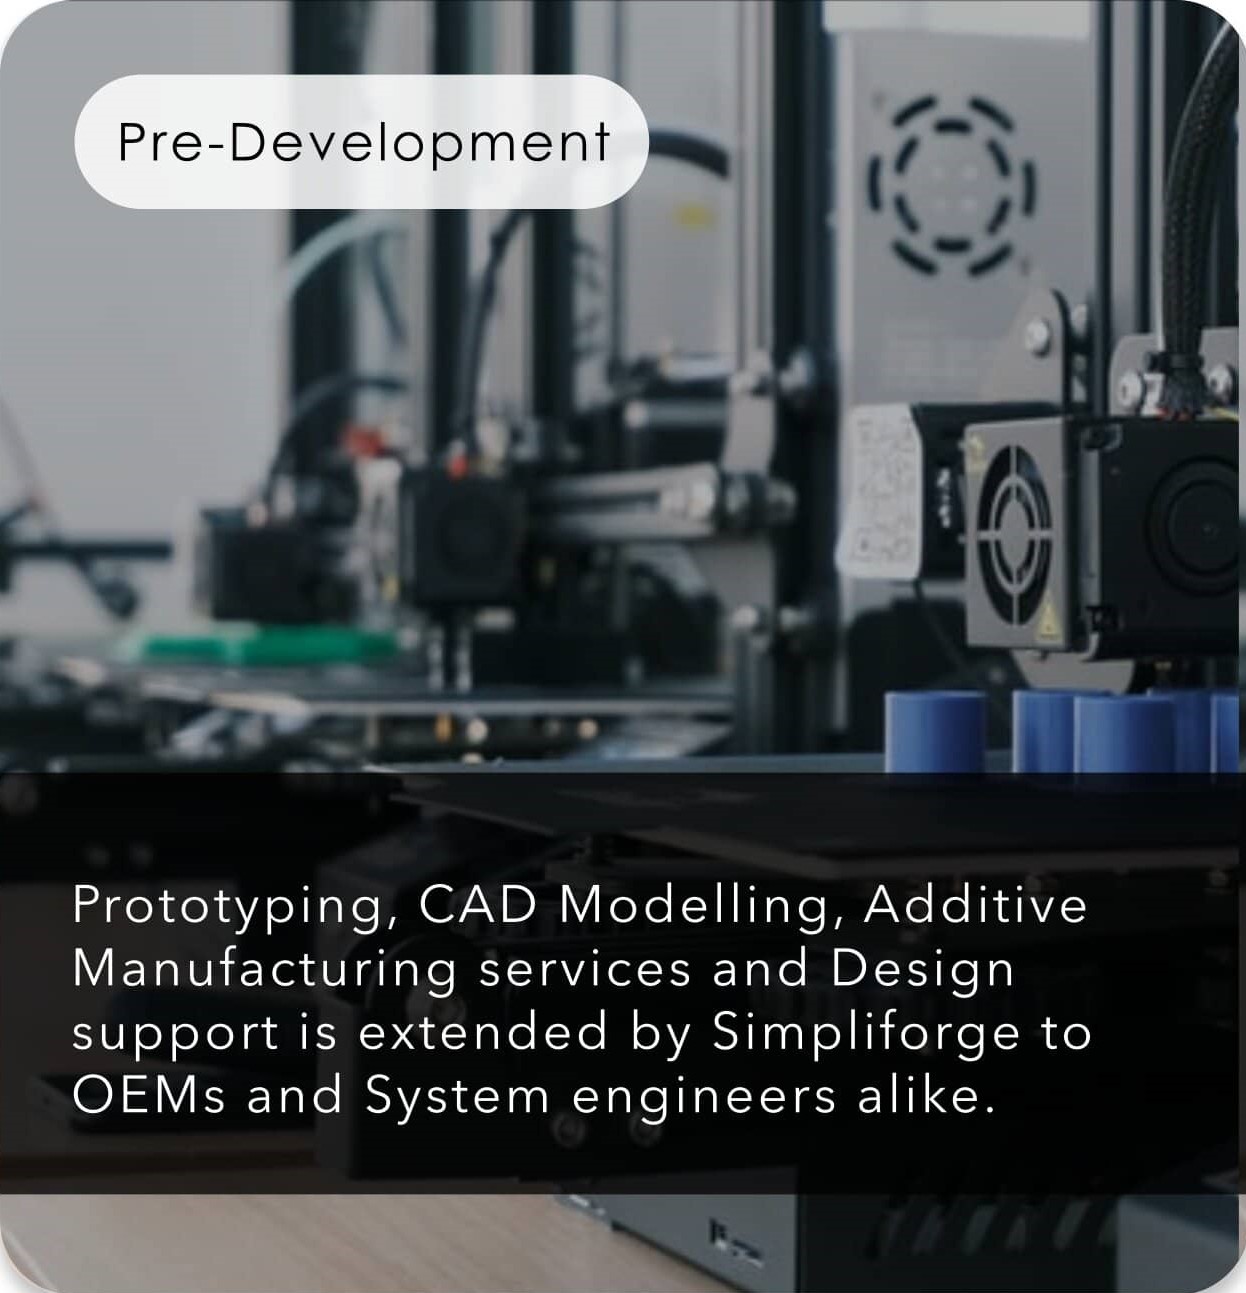 Pre-Development
Prototyping, CAD Modelling, Additive
Manufacturing services and Design
support is extended by Simpliforge to
OEMs and System engineers alike.